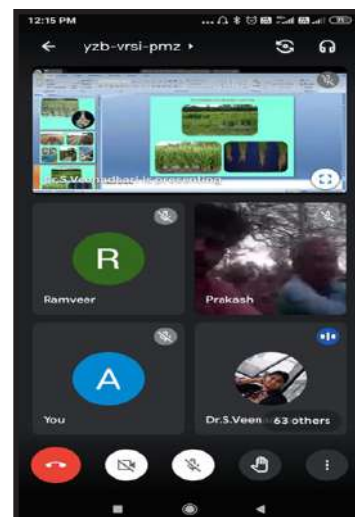 12:15 PM
yzb-vrsi-pmz
Dr.S.Veenadhari is presenting
R
Ramveer
Prakash
A
You
Dr.S.Veen
63 others